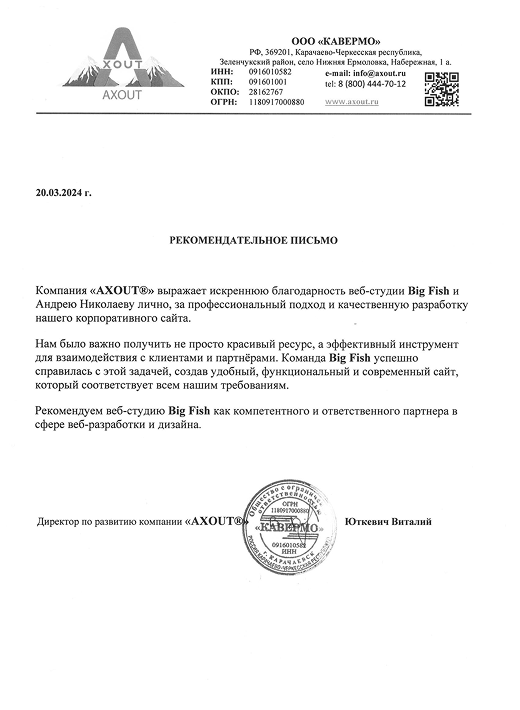 AXOUT
AXOUT
ООО «КАВЕРМО»
РФ, 369201, Карачаево-Черкесская республика,
Зеленчукский район, село Нижняя Ермоловка, Набережная, 1 а.
ИНН: 0916010582 e-mail: info@axout.ru
КПП: 091601001 tel: 8 (800) 444-70-12
ОКПО: 28162767
ОГРН: 1180917000880 www.axout.ru
20.03.2024 г.
РЕКОМЕНДАТЕЛЬНОЕ ПИСЬМО
Компания «AXOUT®» выражает искреннюю благодарность веб-студии Big Fish и
Андрею Николаеву лично, за профессиональный подход и качественную разработку
нашего корпоративного сайта.
Нам было важно получить не просто красивый ресурс, а эффективный инструмент
для взаимодействия с клиентами и партнёрами. Команда Big Fish успешно
справилась с этой задачей, создав удобный, функциональный и современный сайт,
который соответствует всем нашим требованиям.
Рекомендуем веб-студию Big Fish как компетентного и ответственного партнера в
сфере веб-разработки и дизайна.
Директор по развитию компании «AXOUT®» Юткевич Виталий
Общество с ограниченной
ответственностью
ОГРН
1180917000880
«КАВЕРМО»
0916010582
ИНН
г. КАРАЧАЕВСК
РОССИЯ КАРАЧАЕВО-ЧЕРКЕССКАЯ РЕСПУБЛИКА